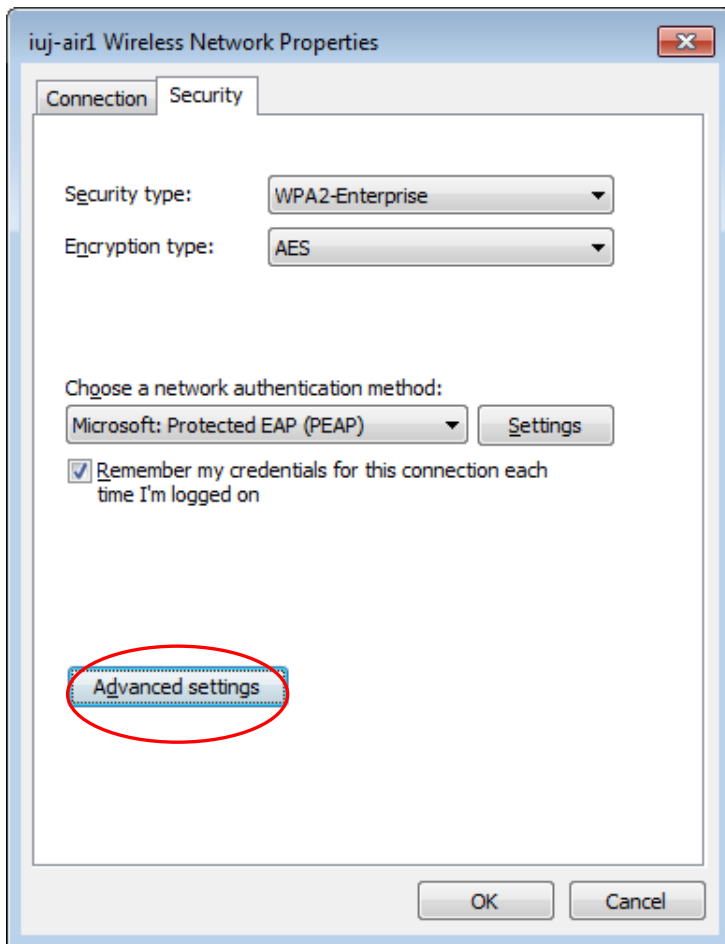 iuj-air1 Wireless Network Properties
Connection
Security
Security type:
WPA2-Enterprise
Encryption type:
AES
Choose a network authentication method:
Microsoft: Protected EAP (PEAP)
Settings
Remember my credentials for this connection each
time I'm logged on
Advanced settings
OK
Cancel